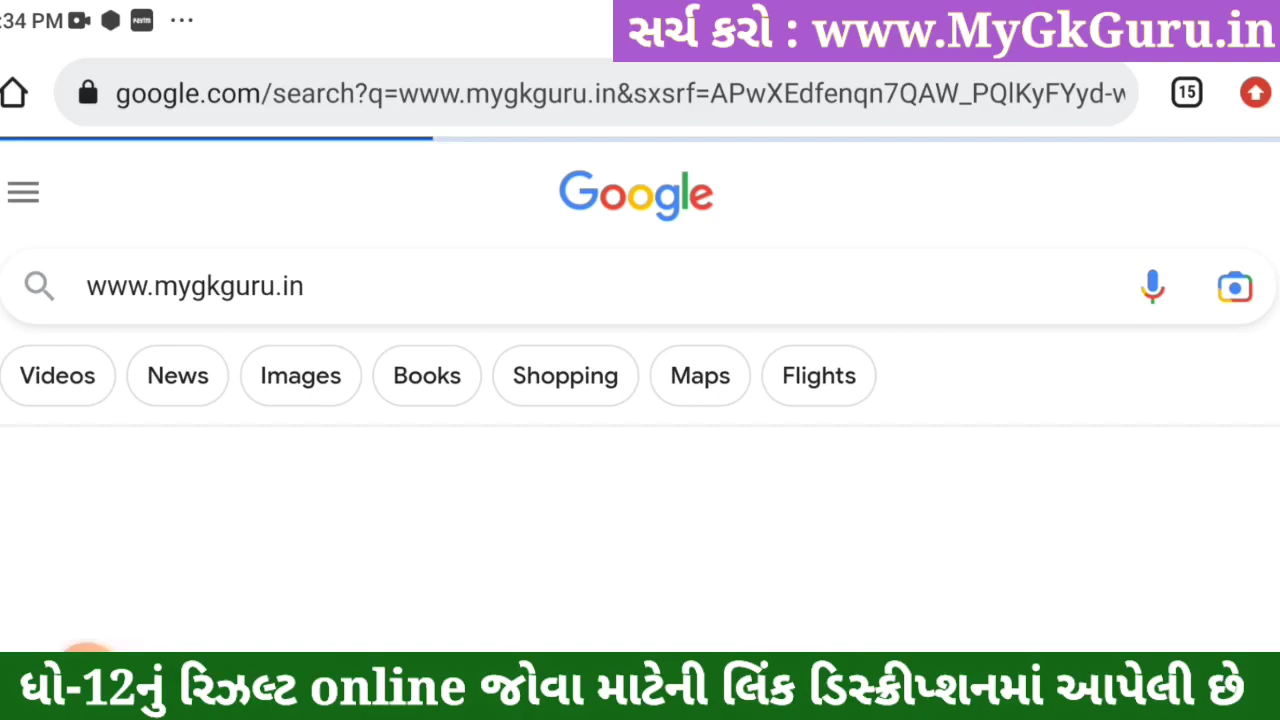 :34 PM
સર્ચ કરો : www.MyGkGuru.in
google.com/search?q=www.mygkguru.in&sxsrf=APwXEdfenqn7QAW_PQlKyFYyd-w
15
Google
www.mygkguru.in
Videos News Images Books Shopping Maps Flights
ધો-12નું રિઝલ્ટ online જોવા માટેની લિંક ડિસ્ક્રીપ્શનમાં આપેલી છે